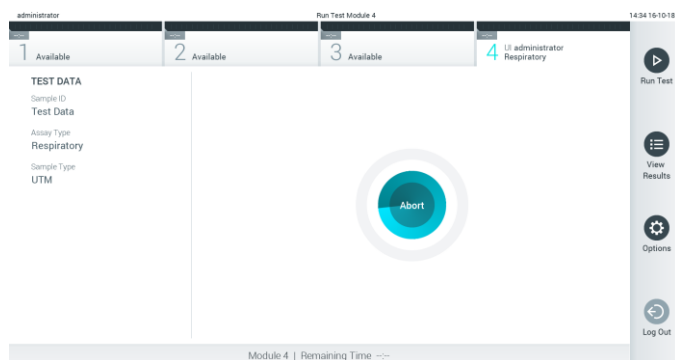 administrator
Run Test Module 4
14:34 16-10-18
--:--
1 Available
--:--
2 Available
--:--
3 Available
--:--
4 UI administrator
Respiratory
TEST DATA
Sample ID
Test Data
Assay Type
Respiratory
Sample Type
UTM
Abort
Run Test
View
Results
Options
Log Out
Module 4 | Remaining Time --:--